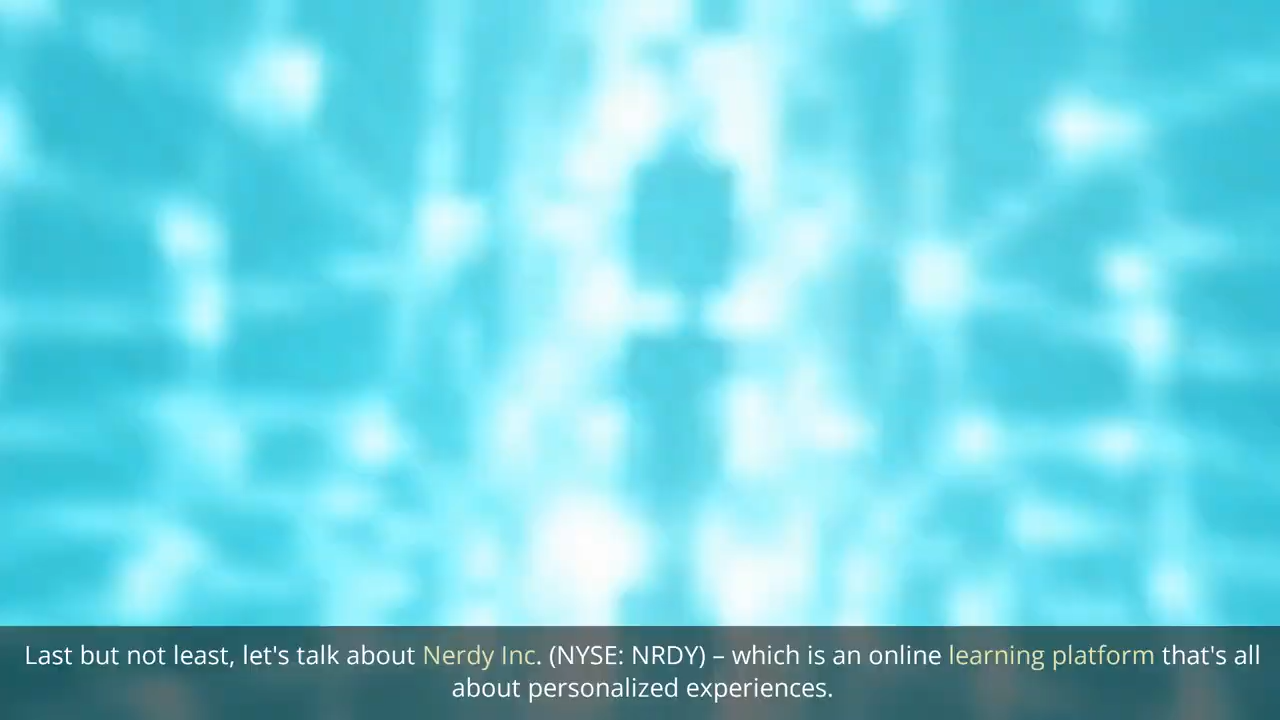 Last but not least, let's talk about Nerdy Inc. (NYSE: NRDY) – which is an online learning platform that's all
about personalized experiences.